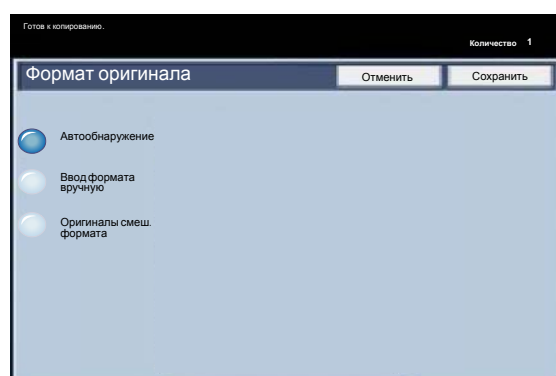 Готов к копированию.
Количество 1
Формат оригинала
Отменить
Сохранить
Автообнаружение
Ввод формата
вручную
Оригиналы смеш.
формата